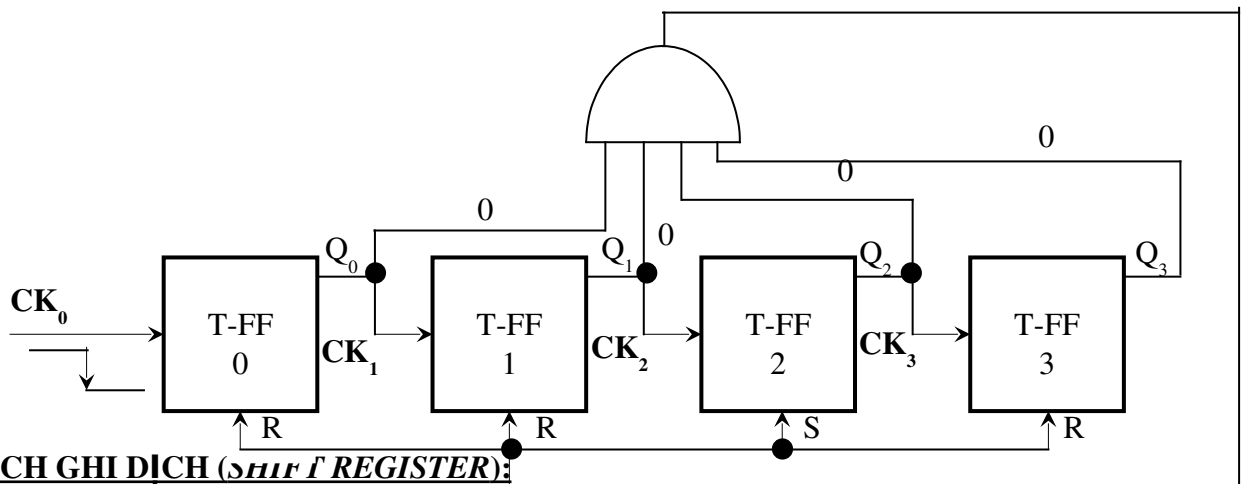 0
0
0
0
Q₀ Q₁ Q₂ Q₃
CK₀
T-FF T-FF T-FF T-FF
0 CK₁ 1 CK₂ 2 CK₃ 3
R R S R
CH GHI DỊCH (SHIFT REGISTER):